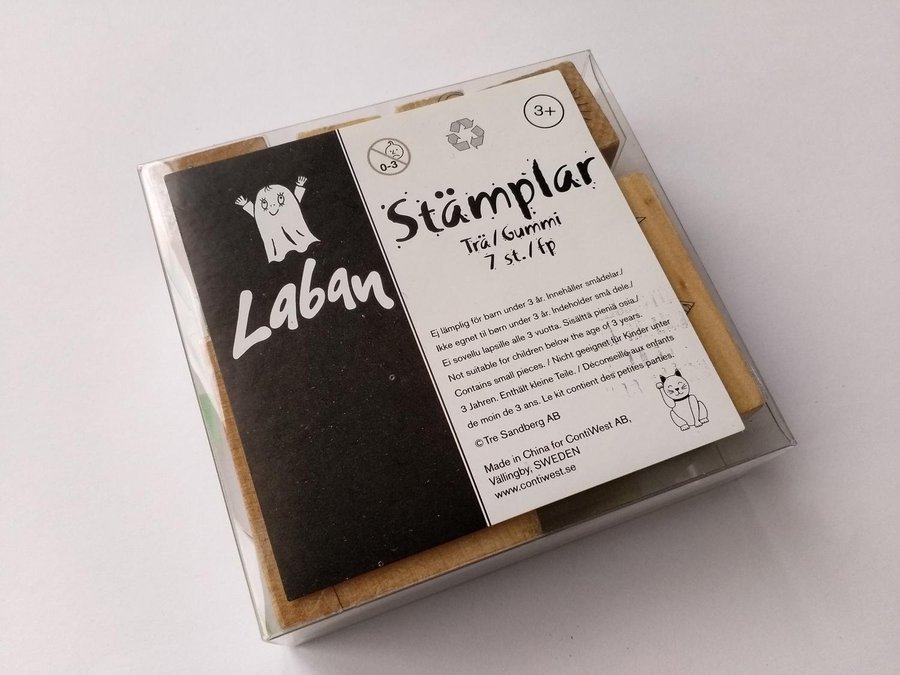 Laban
0-3
3+
Stämplar
Trä/Gummi
7 st./fp
Ej lämplig för barn under 3 år. Innehåller smådelar./
Ikke egnet til børn under 3 år. Indeholder små dele./
Ei sovellu lapsille alle 3 vuotta. Sisältää pieniä osia./
Not suitable for children below the age of 3 years.
Contains small pieces. / Nicht geeignet für Kinder unter
3 Jahren. Enthält kleine Teile. / Déconseillé aux enfants
de moin de 3 ans. Le kit contient des petites parties.
©Tre Sandberg AB
Made in China for ContiWest AB,
Vällingby, SWEDEN
www.contiwest.se